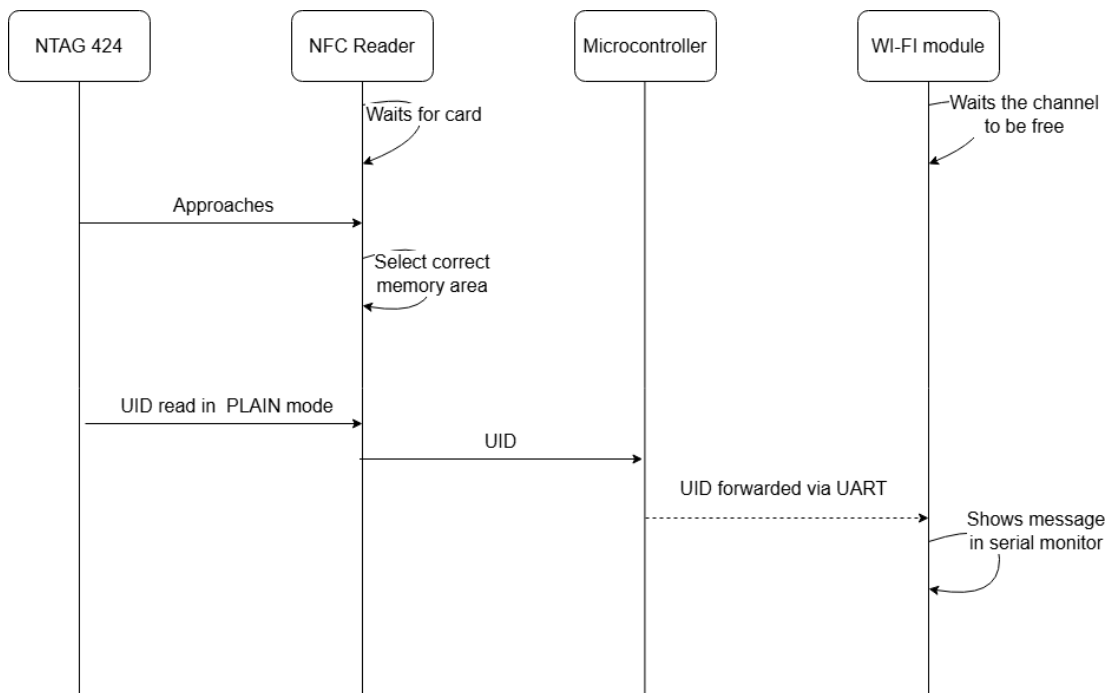 NTAG 424
NFC Reader
Microcontroller
WI-FI module
Waits for card
Waits the channel
to be free
Approaches
Select correct
memory area
UID read in  PLAIN mode
UID
UID forwarded via UART
Shows message
in serial monitor